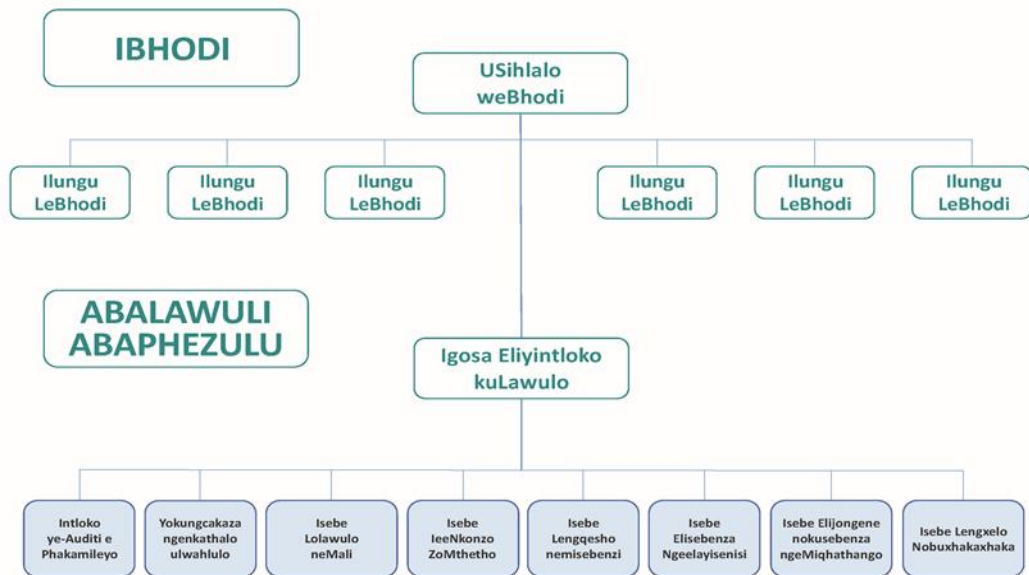 IBHODI
USihlalo
weBhodi
Ilungu
LeBhodi
Ilungu
LeBhodi
Ilungu
LeBhodi
Ilungu
LeBhodi
Ilungu
LeBhodi
Ilungu
LeBhodi
ABALAWULI
ABAPHEZULU
Igosa Eliyintloko
kuLawulo
Intloko
ye-Auditi e
Phakamileyo
Yokungcakaza
ngenkathalo
ulwahlulo
Isebe
Lolawulo
neMali
Isebe
IeeNkonzo
ZoMthetho
Isebe
Lengqesho
nemisebenzi
Isebe
Elisebenza
Ngeelayisenisi
Isebe Elijongene
nokusebenza
ngeMiqhathango
Isebe Lengxelo
Nobuxhakaxhaka